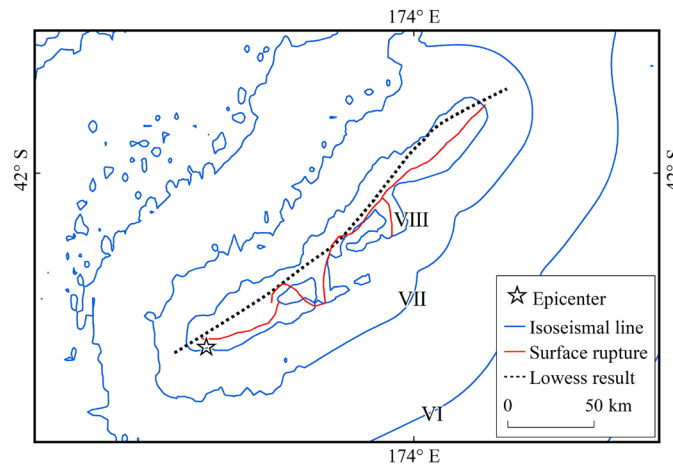 174° E
42° S
42° S
VIII
VII
VI
Epicenter
Isoseismal line
Surface rupture
Lowess result
0 50 km
174° E